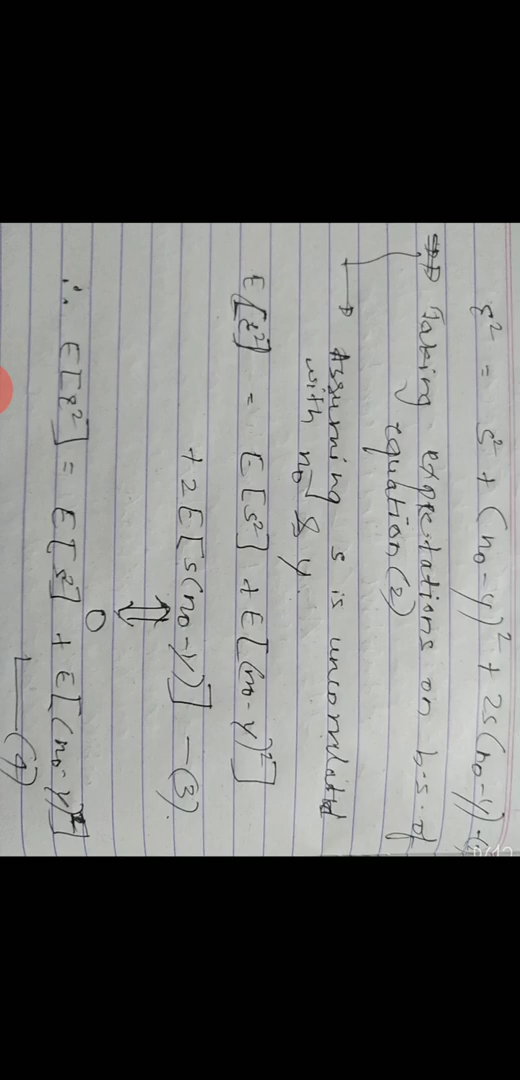 ε² = s² + (n₀-y)² + 2s(n₀-y) -(
⇒ Taking expectations on b.s. of
equation (2)
→ Assuming s is uncorrelated
with n₀ & y.
E[ε²] = E[s²] + E[(n₀-y)²]
+ 2E[s(n₀-y)] —(3).
⇕
0
∴ E[ε²] = E[s²] + E[(n₀-y)²]
—(4)